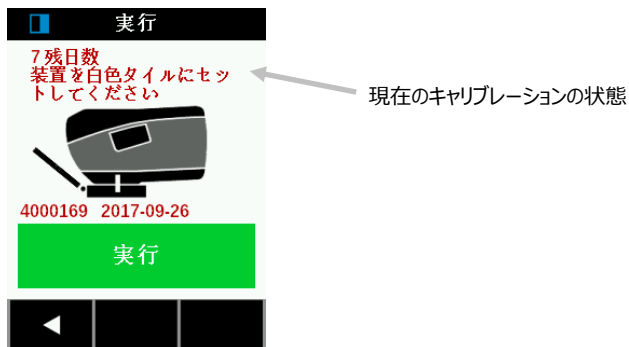 実行
7 残日数
装置を白色タイルにセッ
トしてください
現在のキャリブレーションの状態
4000169 2017-09-26
実行